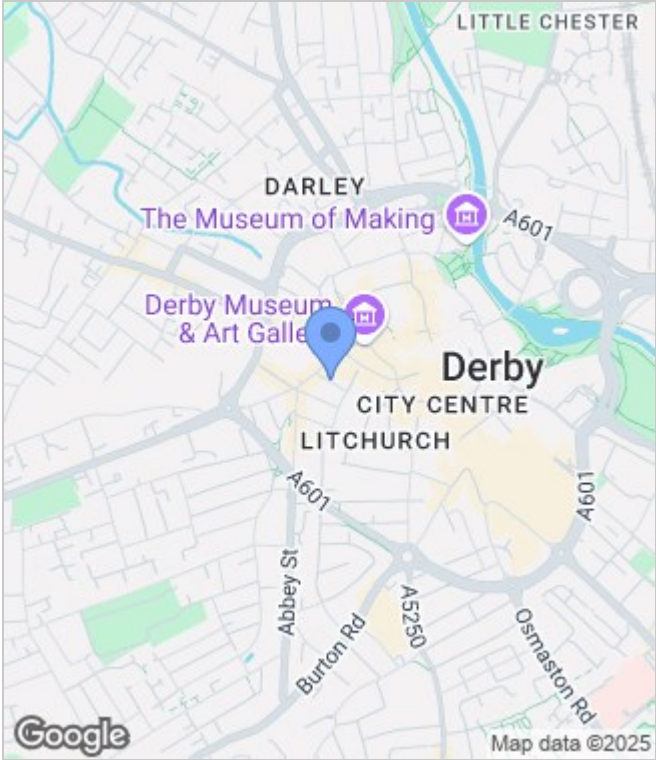 LITTLE CHESTER
DARLEY
The Museum of Making
A601
Derby Museum
& Art Galle
Derby
CITY CENTRE
LITCHURCH
A601
A601
Abbey St
A5250
Burton Rd
Osmaston Rd
Google
Map data ©2025